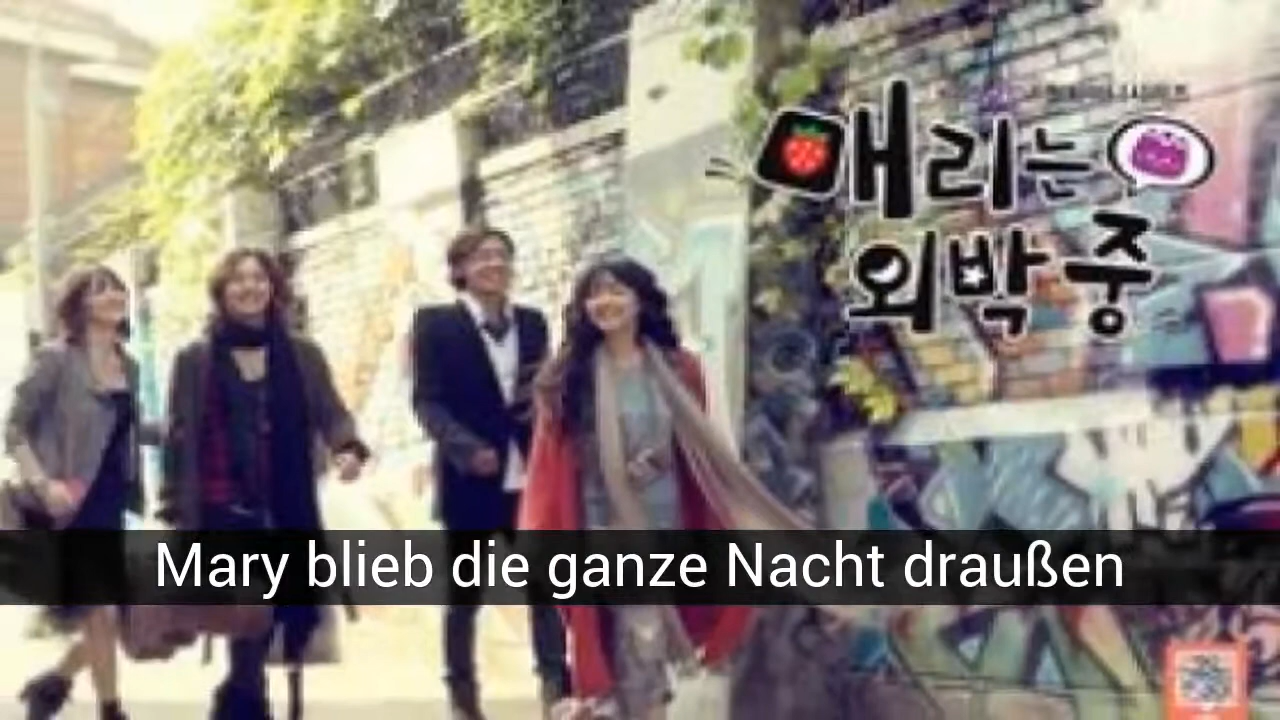 매리는
외박 중
Mary blieb die ganze Nacht draußen